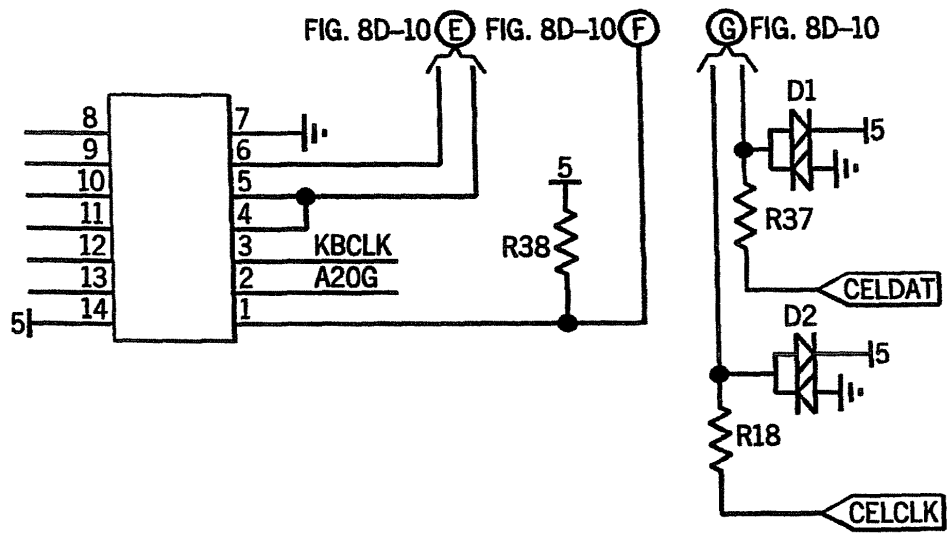 FIG. 8D-10 E FIG. 8D-10 F G FIG. 8D-10
D1
5
8 7
9 6
10 5
11 4
12 3 KBCLK
13 2 A20G
5 14 1
5
R38
R37
CELDAT
D2
5
R18
CELCLK